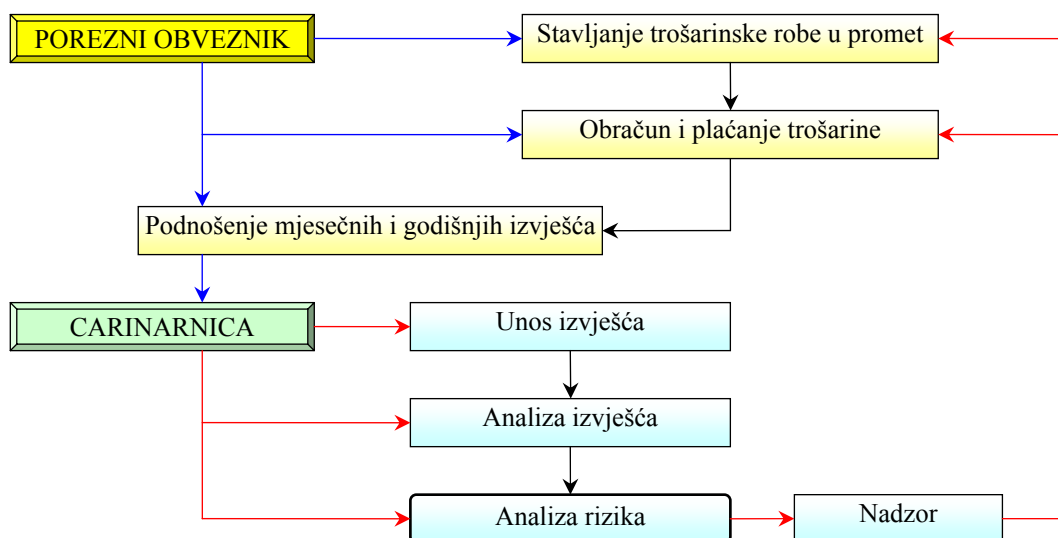 POREZNI OBVEZNIK
Stavljanje trošarinske robe u promet
Obračun i plaćanje trošarine
Podnošenje mjesečnih i godišnjih izvješća
CARINARNICA
Unos izvješća
Analiza izvješća
Analiza rizika
Nadzor